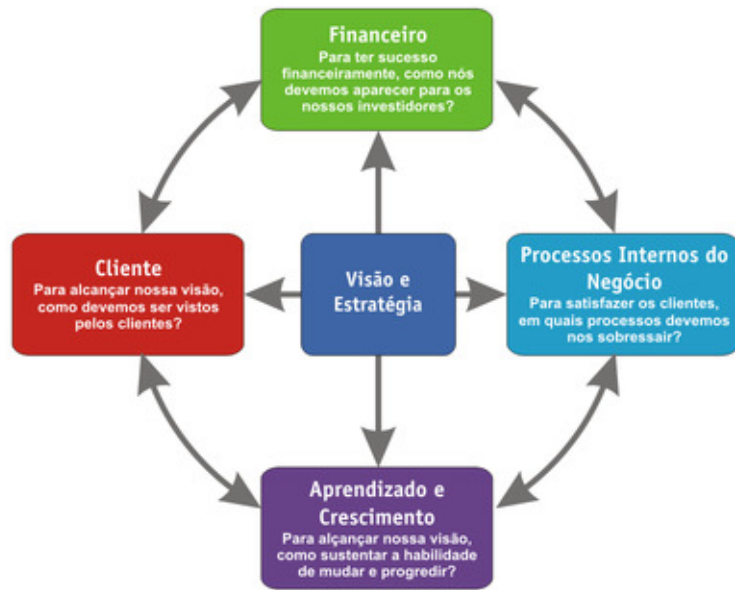 Financeiro
Para ter sucesso
financeiramente, como nós
devemos aparecer para os
nossos investidores?
Cliente
Para alcançar nossa visão,
como devemos ser vistos
pelos clientes?
Visão e
Estratégia
Processos Internos do
Negócio
Para satisfazer os clientes,
em quais processos devemos
nos sobressair?
Aprendizado e
Crescimento
Para alçançar nossa visão,
como sustentar a habilidade
de mudar e progredir?